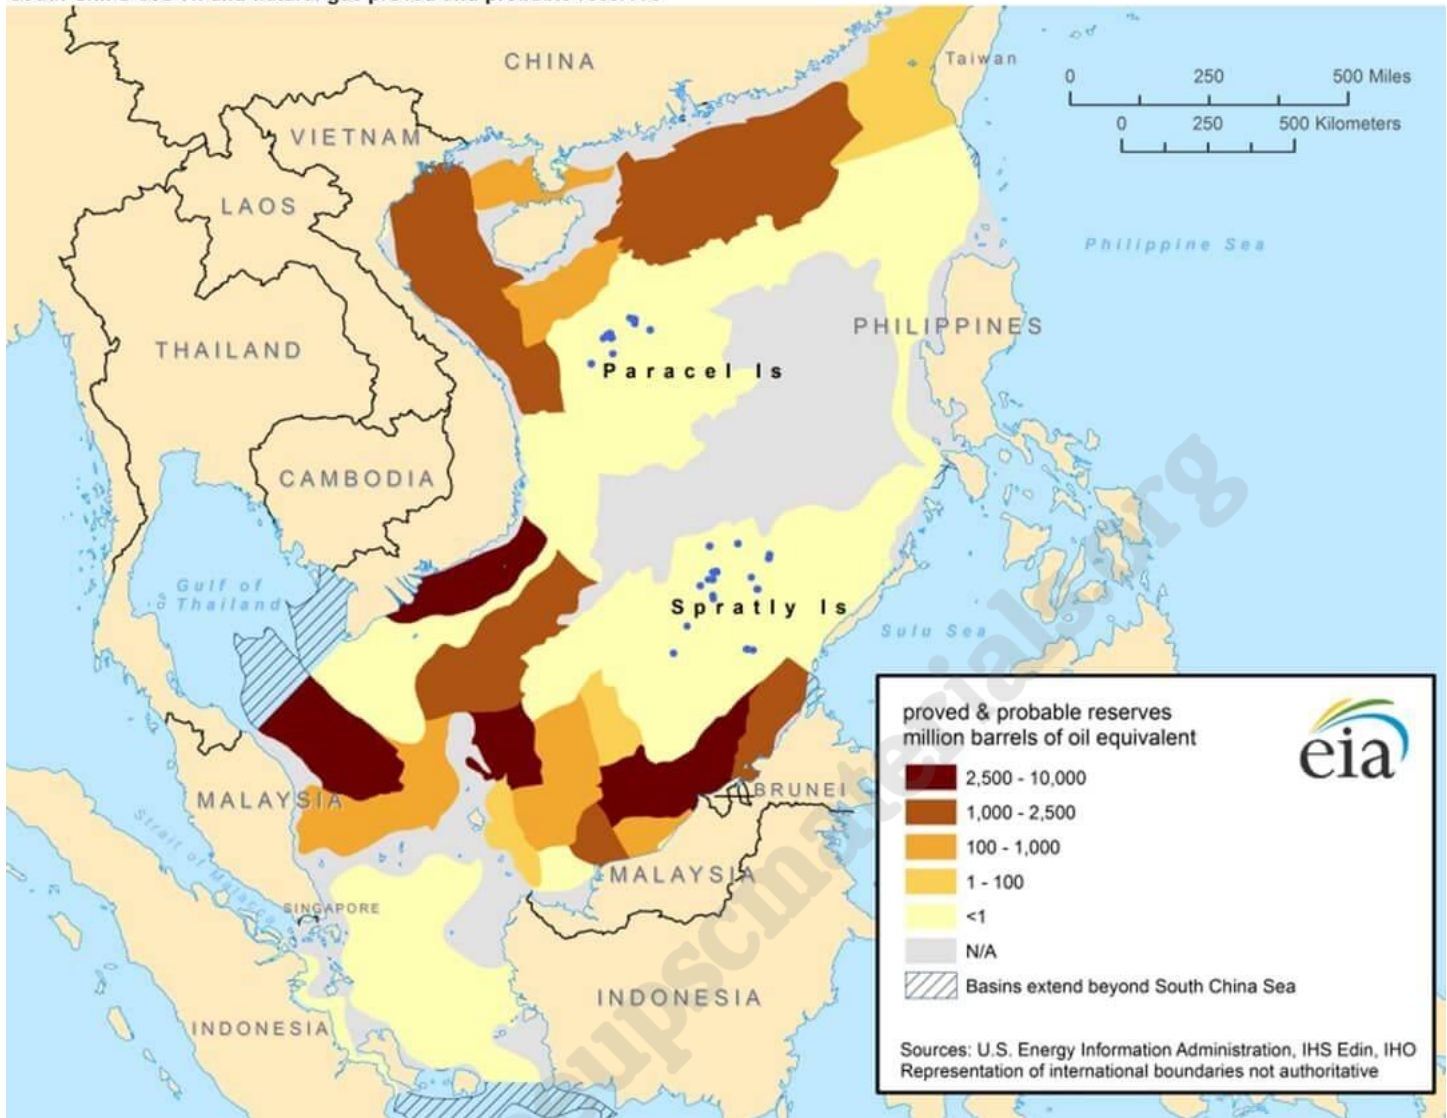 CHINA
Taiwan
0 250 500 Miles
0 250 500 Kilometers
VIETNAM
LAOS
Philippine Sea
PHILIPPINES
THAILAND
Paracel Is
CAMBODIA
Gulf of
Thailand
Spratly Is
Sulu Sea
MALAYSIA
BRUNEI
Strait of Malacca
MALAYSIA
SINGAPORE
INDONESIA
INDONESIA
proved & probable reserves
million barrels of oil equivalent
eia
2,500 - 10,000
1,000 - 2,500
100 - 1,000
1 - 100
<1
N/A
Basins extend beyond South China Sea
Sources: U.S. Energy Information Administration, IHS Edin, IHO
Representation of international boundaries not authoritative
upscmaterials.org